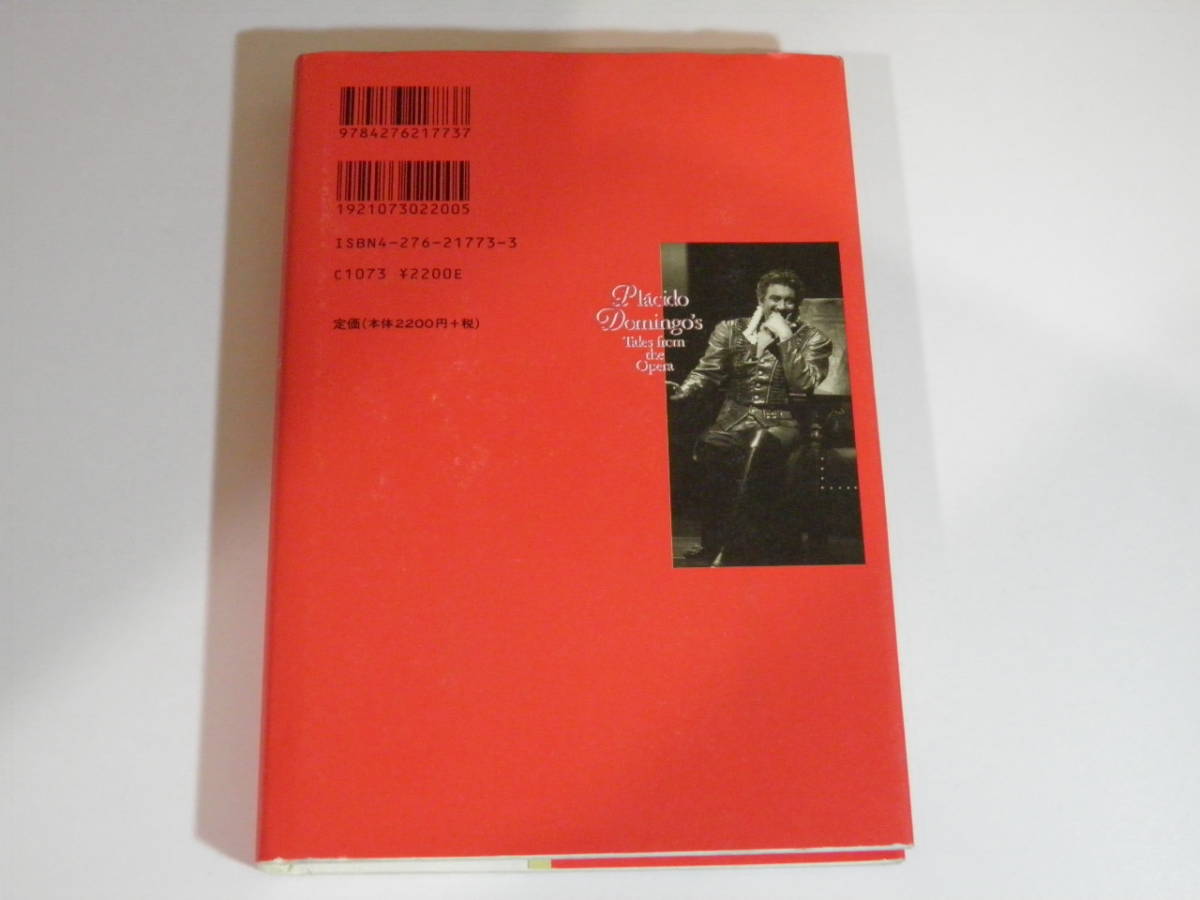 9784276217737
1921073022005
ISBN4-276-21773-3
C1073 ¥2200E
定価(本体2200円+税)
Plácido
Domingo's
Tales from
the
Opera